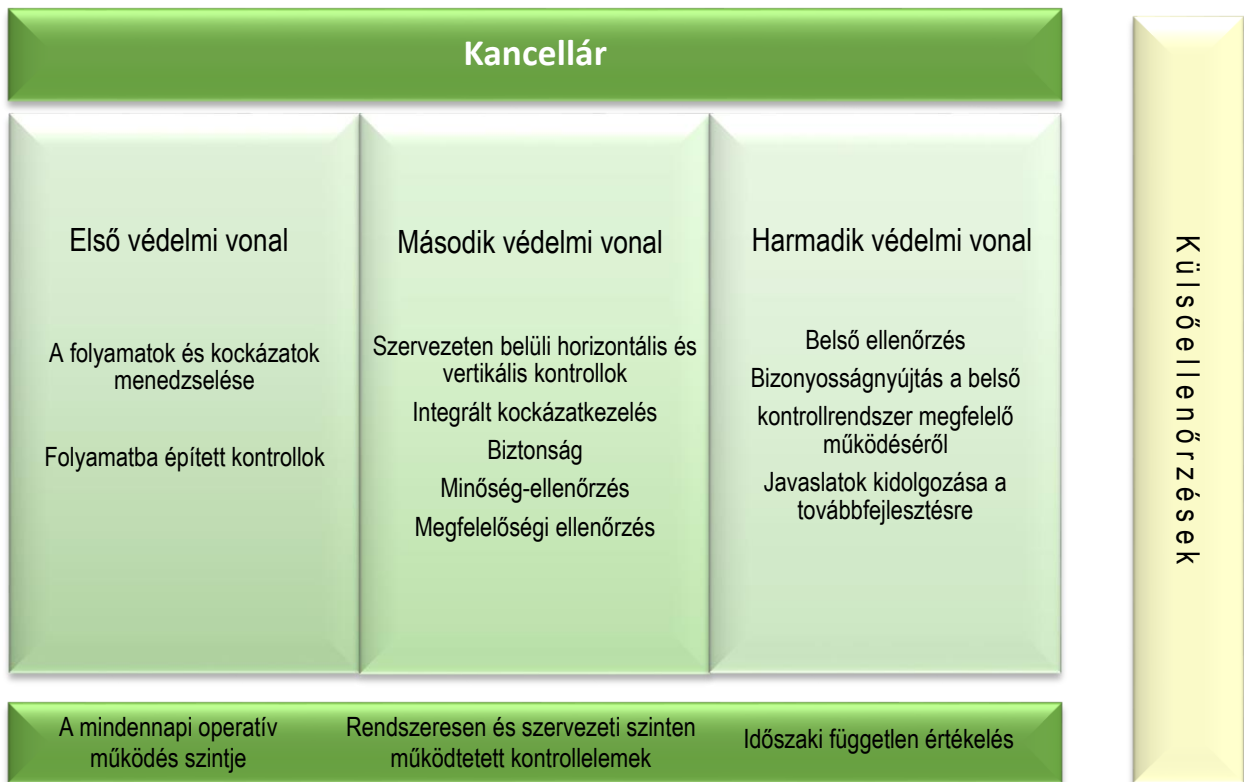 Kancellár
Első védelmi vonal
A folyamatok és kockázatok
menedzselése
Folyamatba épített kontrollok
Második védelmi vonal
Szervezeten belüli horizontális és
vertikális kontrollok
Integrált kockázatkezelés
Biztonság
Minőség-ellenőrzés
Megfelelőségi ellenőrzés
Harmadik védelmi vonal
Belső ellenőrzés
Bizonyosságnyújtás a belső
kontrollrendszer megfelelő
működéséről
Javaslatok kidolgozása a
továbbfejlesztésre
A mindennapi operatív
működés szintje
Rendszeresen és szervezeti szinten
működtetett kontrollelemek
Időszaki független értékelés
Külsőellenőrzések